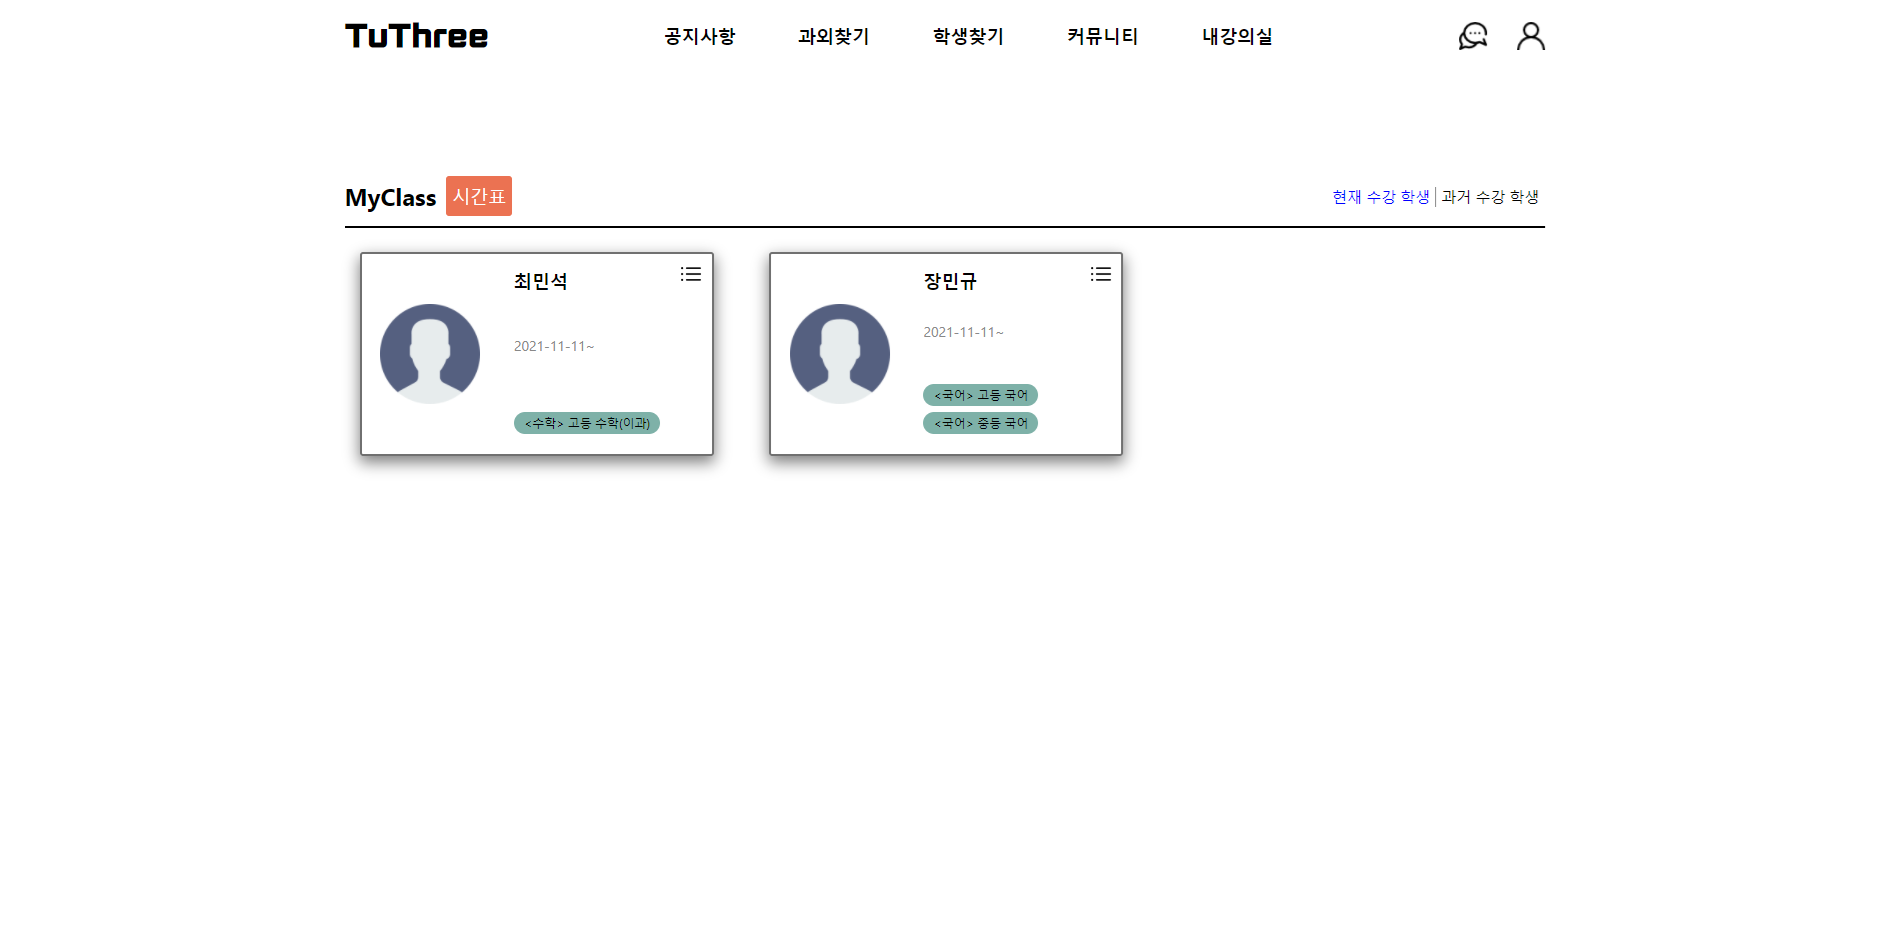 TuThree 공지사항 과외찾기 학생찾기 커뮤니티 내강의실
MyClass 시간표 현재 수강 학생 | 과거 수강 학생
최민석
2021-11-11~
<수학> 고등 수학(이과)
장민규
2021-11-11~
<국어> 고등 국어
<국어> 중등 국어